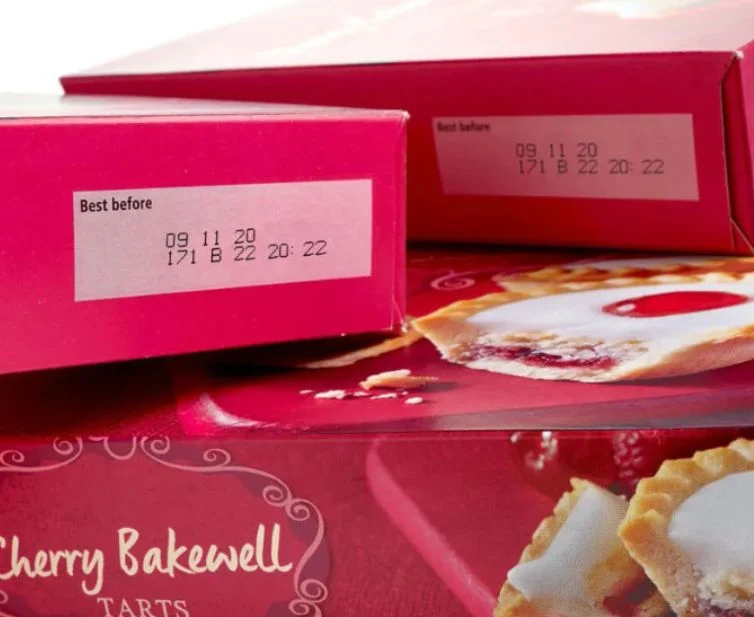 Best before
09 11 20
171 B 22 20: 22
Best before
09 11 20
171 B 22 20: 22
Cherry Bakewell
TARTS